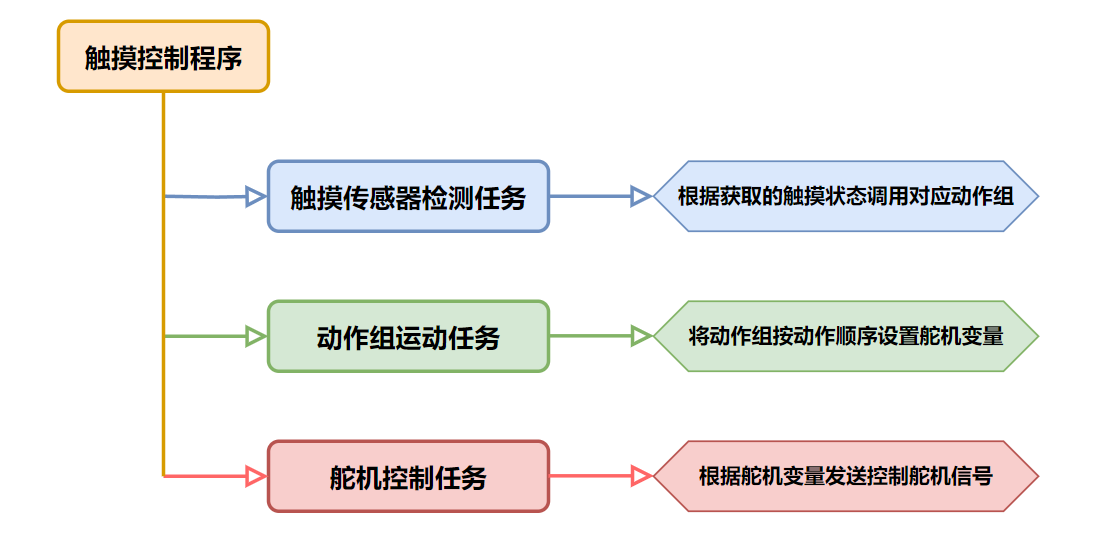 触摸控制程序
触摸传感器检测任务
根据获取的触摸状态调用对应动作组
动作组运动任务
将动作组按动作顺序设置舵机变量
舵机控制任务
根据舵机变量发送控制舵机信号